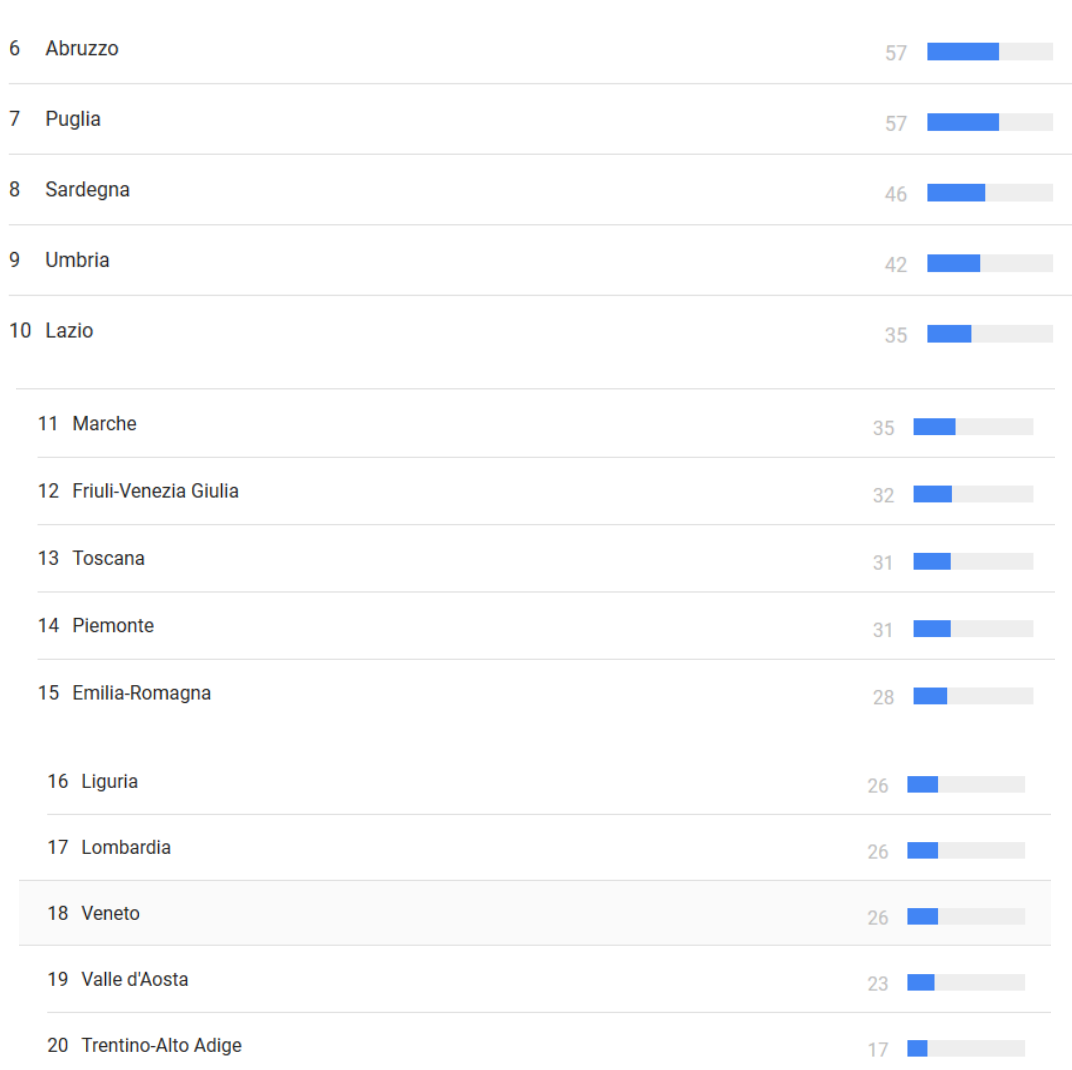 6 Abruzzo 57
7 Puglia 57
8 Sardegna 46
9 Umbria 42
10 Lazio 35
11 Marche 35
12 Friuli-Venezia Giulia 32
13 Toscana 31
14 Piemonte 31
15 Emilia-Romagna 28
16 Liguria 26
17 Lombardia 26
18 Veneto 26
19 Valle d'Aosta 23
20 Trentino-Alto Adige 17